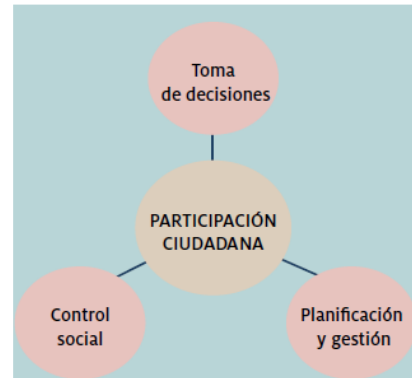 Toma
de decisiones
PARTICIPACIÓN
CIUDADANA
Control
social
Planificación
y gestión